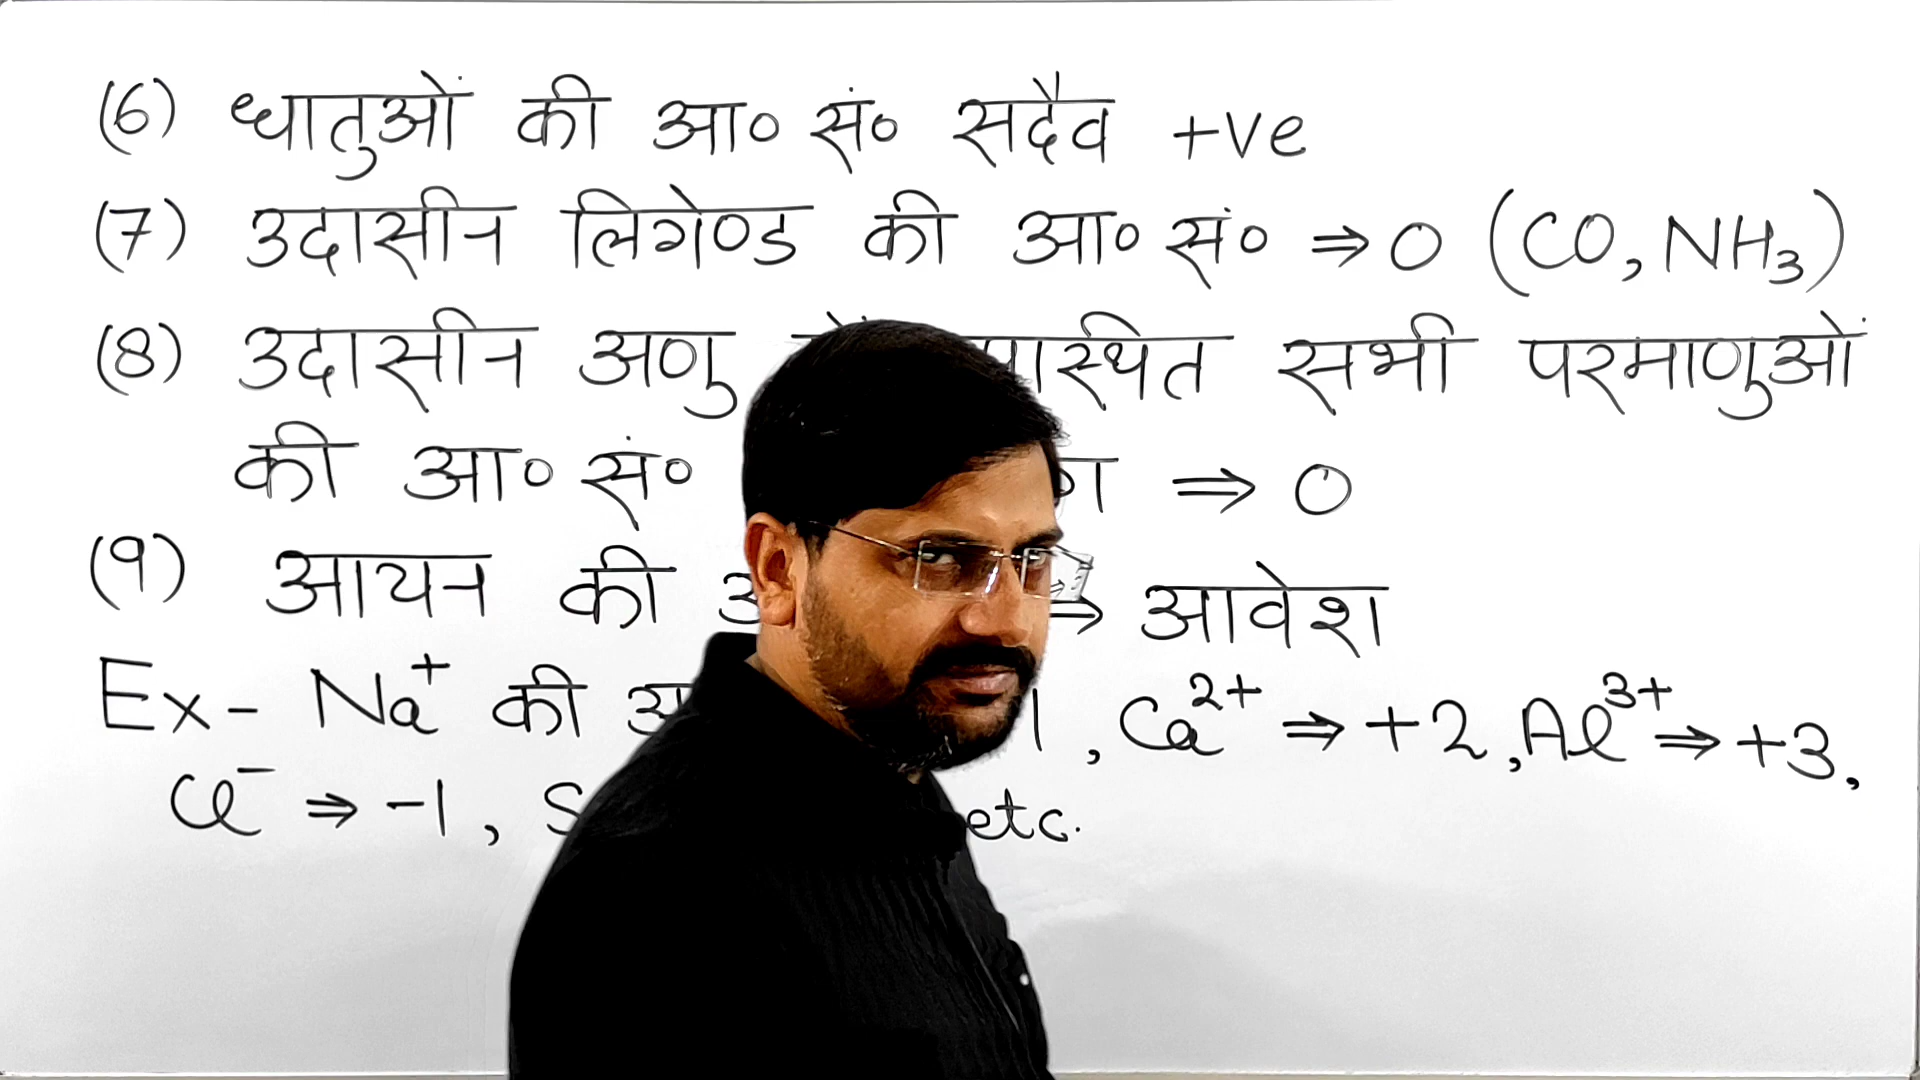 (6) धातुओं की आ० सं० सदैव +ve
(7) उदासीन लिगेण्ड की आ० सं० ⇒ 0 (CO, NH₃)
(8) उदासीन अणु सभी परमाणुओं
की आ० सं० ⇒ 0
(9) आयन की ⇒ आवेश
Ex- Na⁺ की 1, Ca²⁺ ⇒ +2, Al³⁺ ⇒ +3,
Cl⁻ ⇒ -1, S etc.